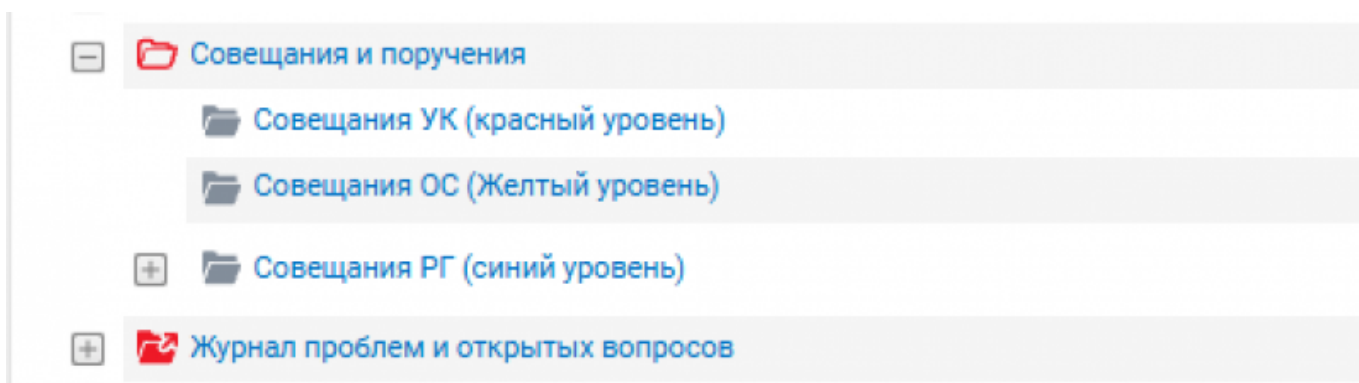 Совещания и поручения
Совещания УК (красный уровень)
Совещания ОС (Желтый уровень)
Совещания РГ (синий уровень)
Журнал проблем и открытых вопросов